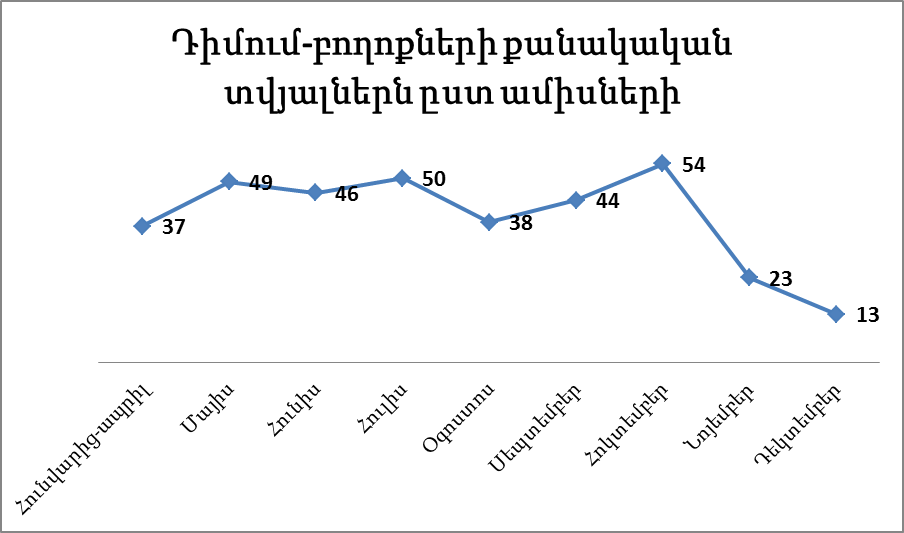 Դիմում-բողոքների քանակական
տվյալներն ըստ ամիսների
37
49
46
50
38
44
54
23
13
Հունվարից-ապրիլ
Մայիս
Հունիս
Հուլիս
Օգոստոս
Սեպտեմբեր
Հոկտեմբեր
Նոյեմբեր
Դեկտեմբեր